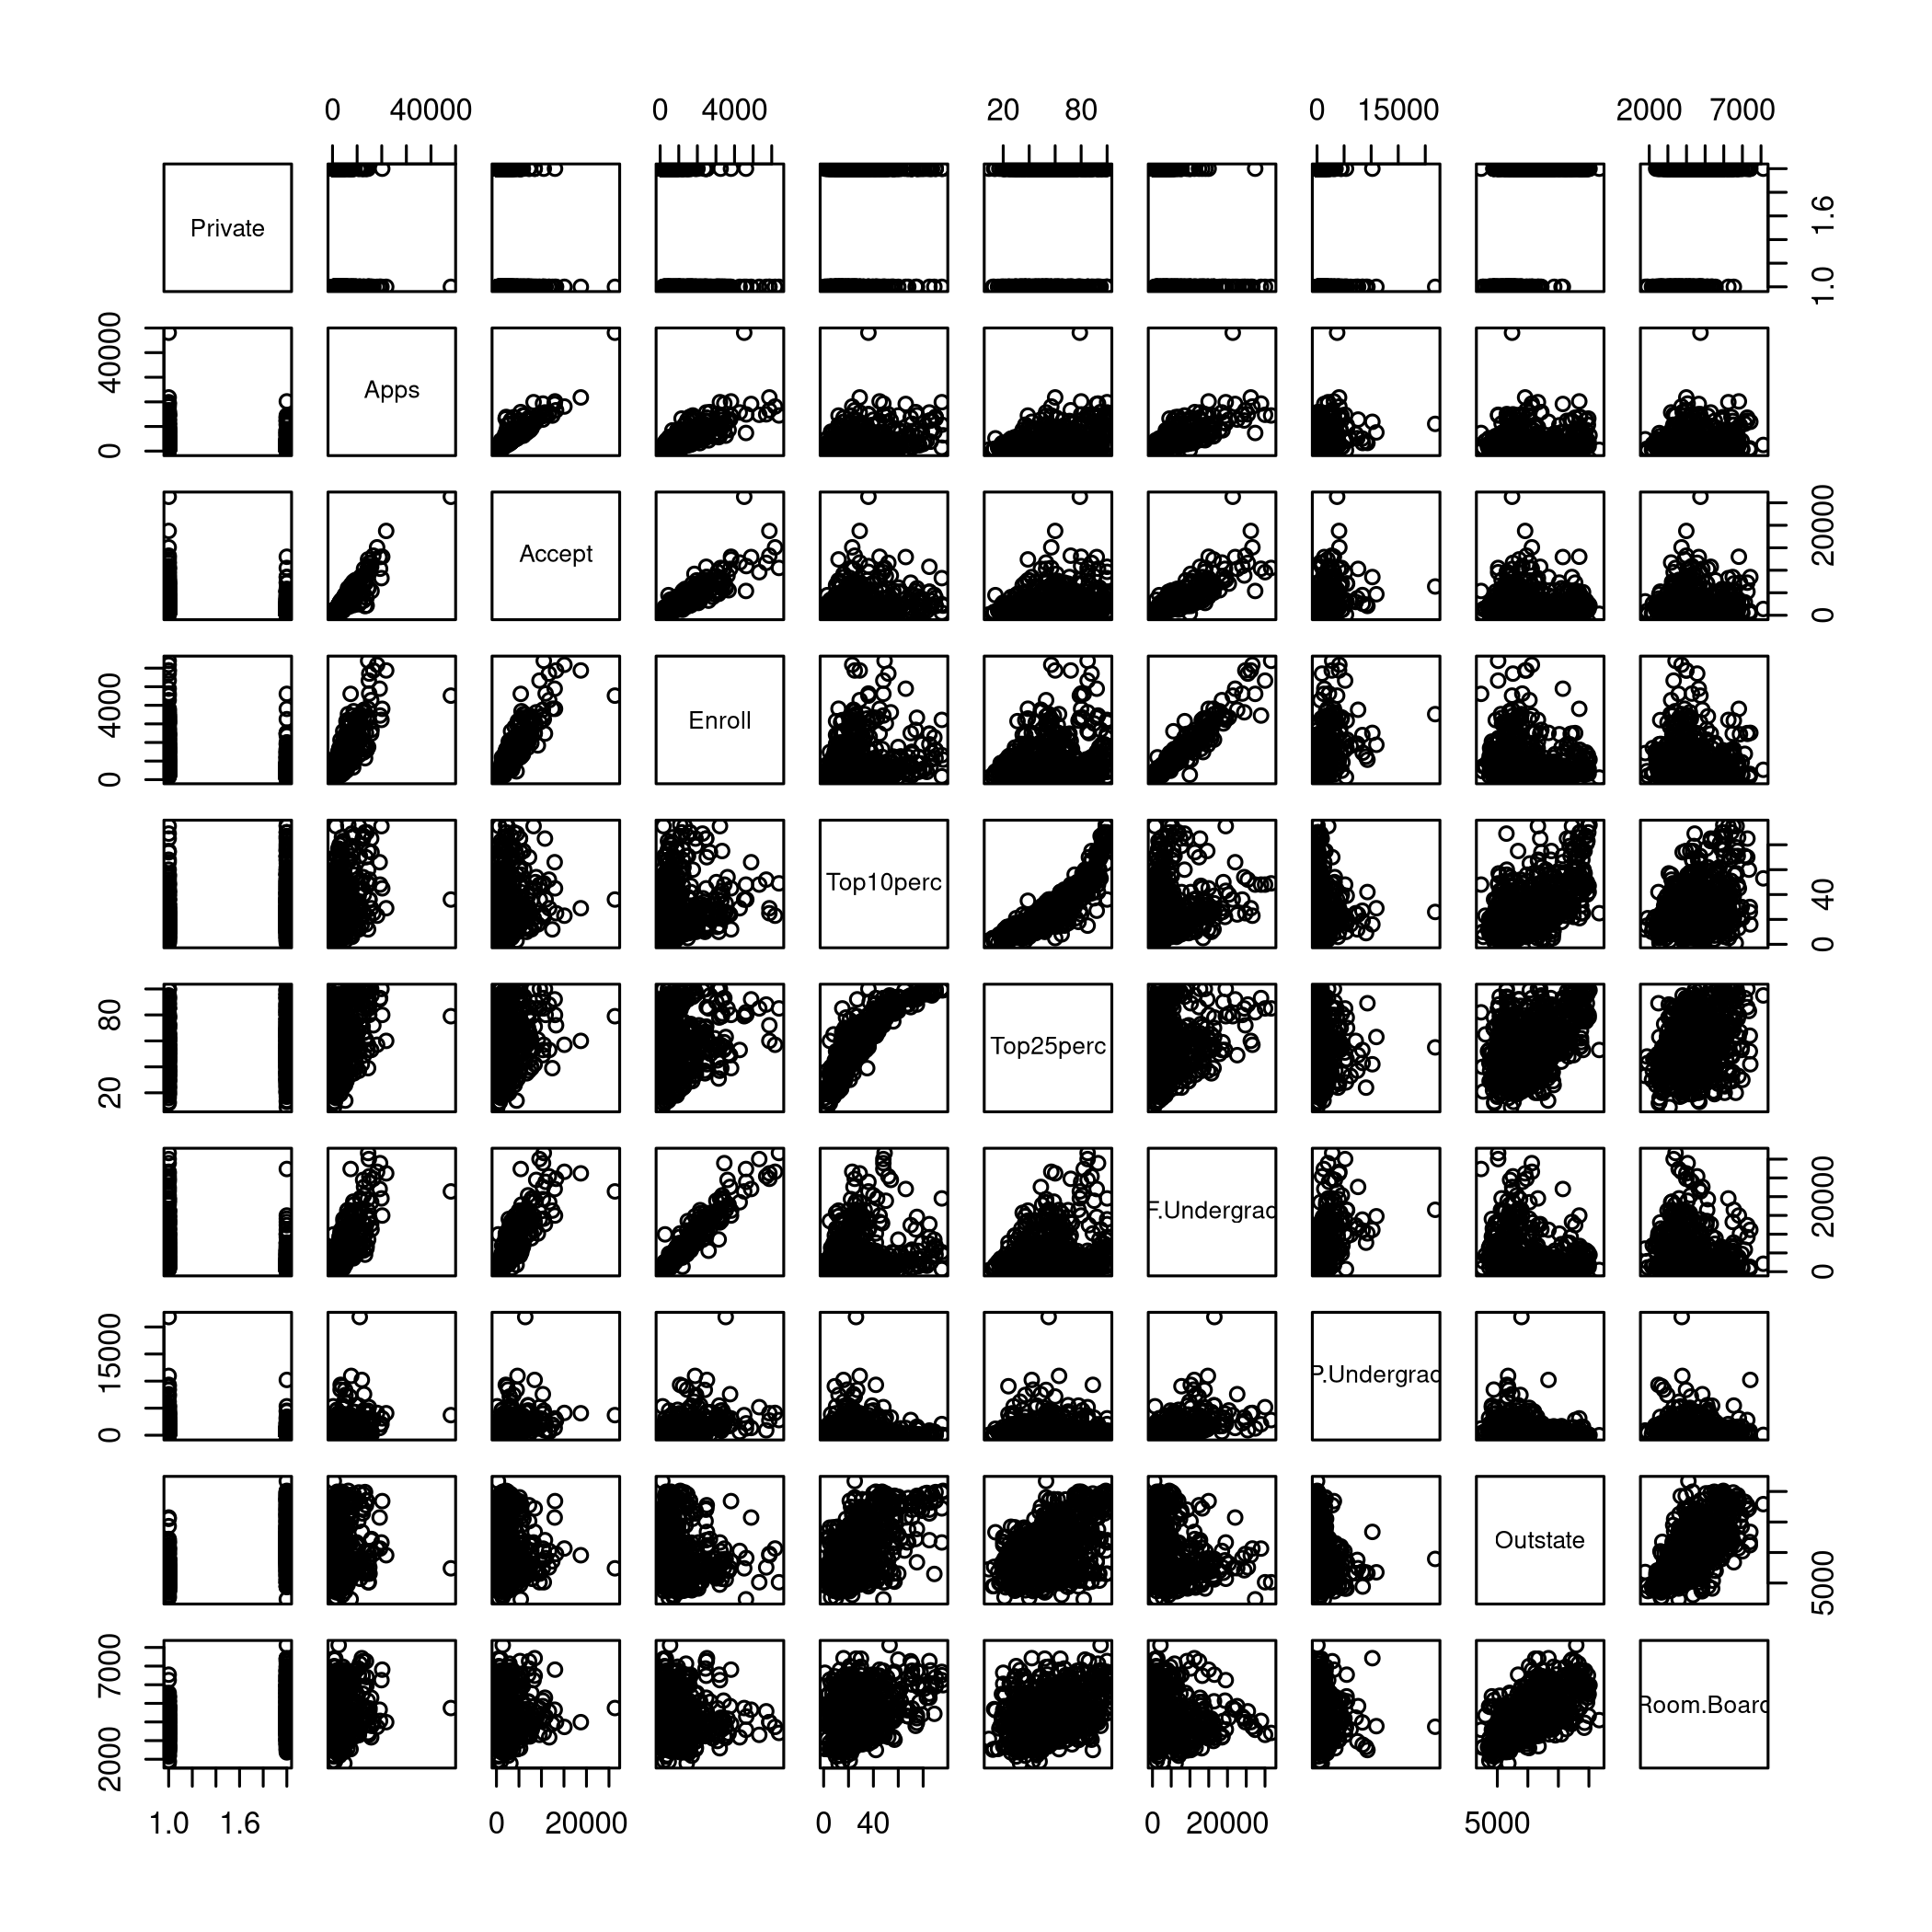 0 40000 0 4000 20 80 0 15000 2000 7000
Private
1.0 1.6
0 40000
Apps
Accept
0 20000
0 4000
Enroll
Top10perc
0 40
20 80
Top25perc
F.Undergrad
0 20000
0 15000
P.Undergrad
Outstate
5000
2000 7000
Room.Board
1.0 1.6 0 20000 0 40 0 20000 5000